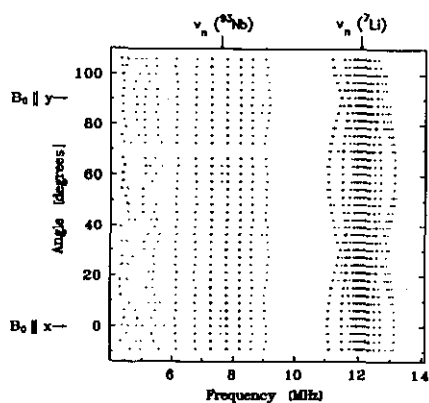 νₙ (⁹³Nb)
νₙ (⁷Li)
100
B₀ ∥ y→
80
60
40
20
B₀ ∥ x→
0
Angle [degrees]
6
8
10
12
14
Frequency [MHz]